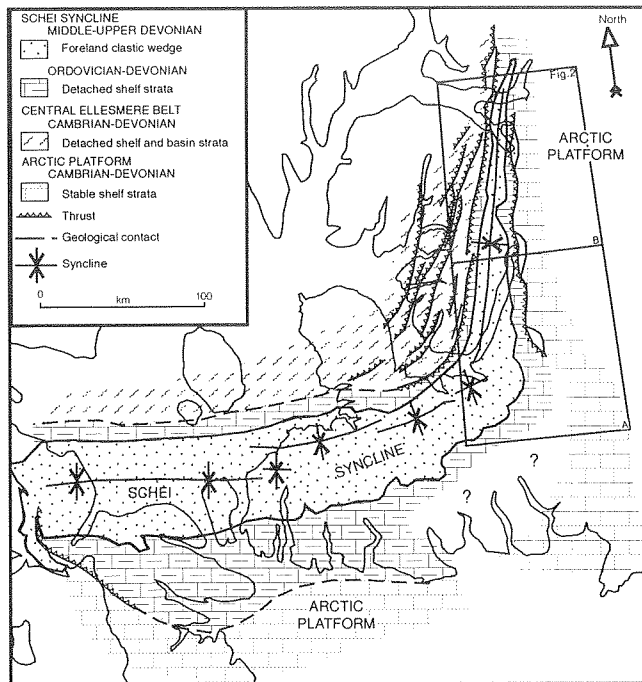 SCHEI SYNCLINE
MIDDLE-UPPER DEVONIAN
Foreland clastic wedge
ORDOVICIAN-DEVONIAN
Detached shelf strata
CENTRAL ELLESMERE BELT
CAMBRIAN-DEVONIAN
Detached shelf and basin strata
ARCTIC PLATFORM
CAMBRIAN-DEVONIAN
Stable shelf strata
Thrust
Geological contact
Syncline
0 100
km
North
Fig.2
ARCTIC
PLATFORM
B
A
SYNCLINE
SCHEI
?
?
ARCTIC
PLATFORM